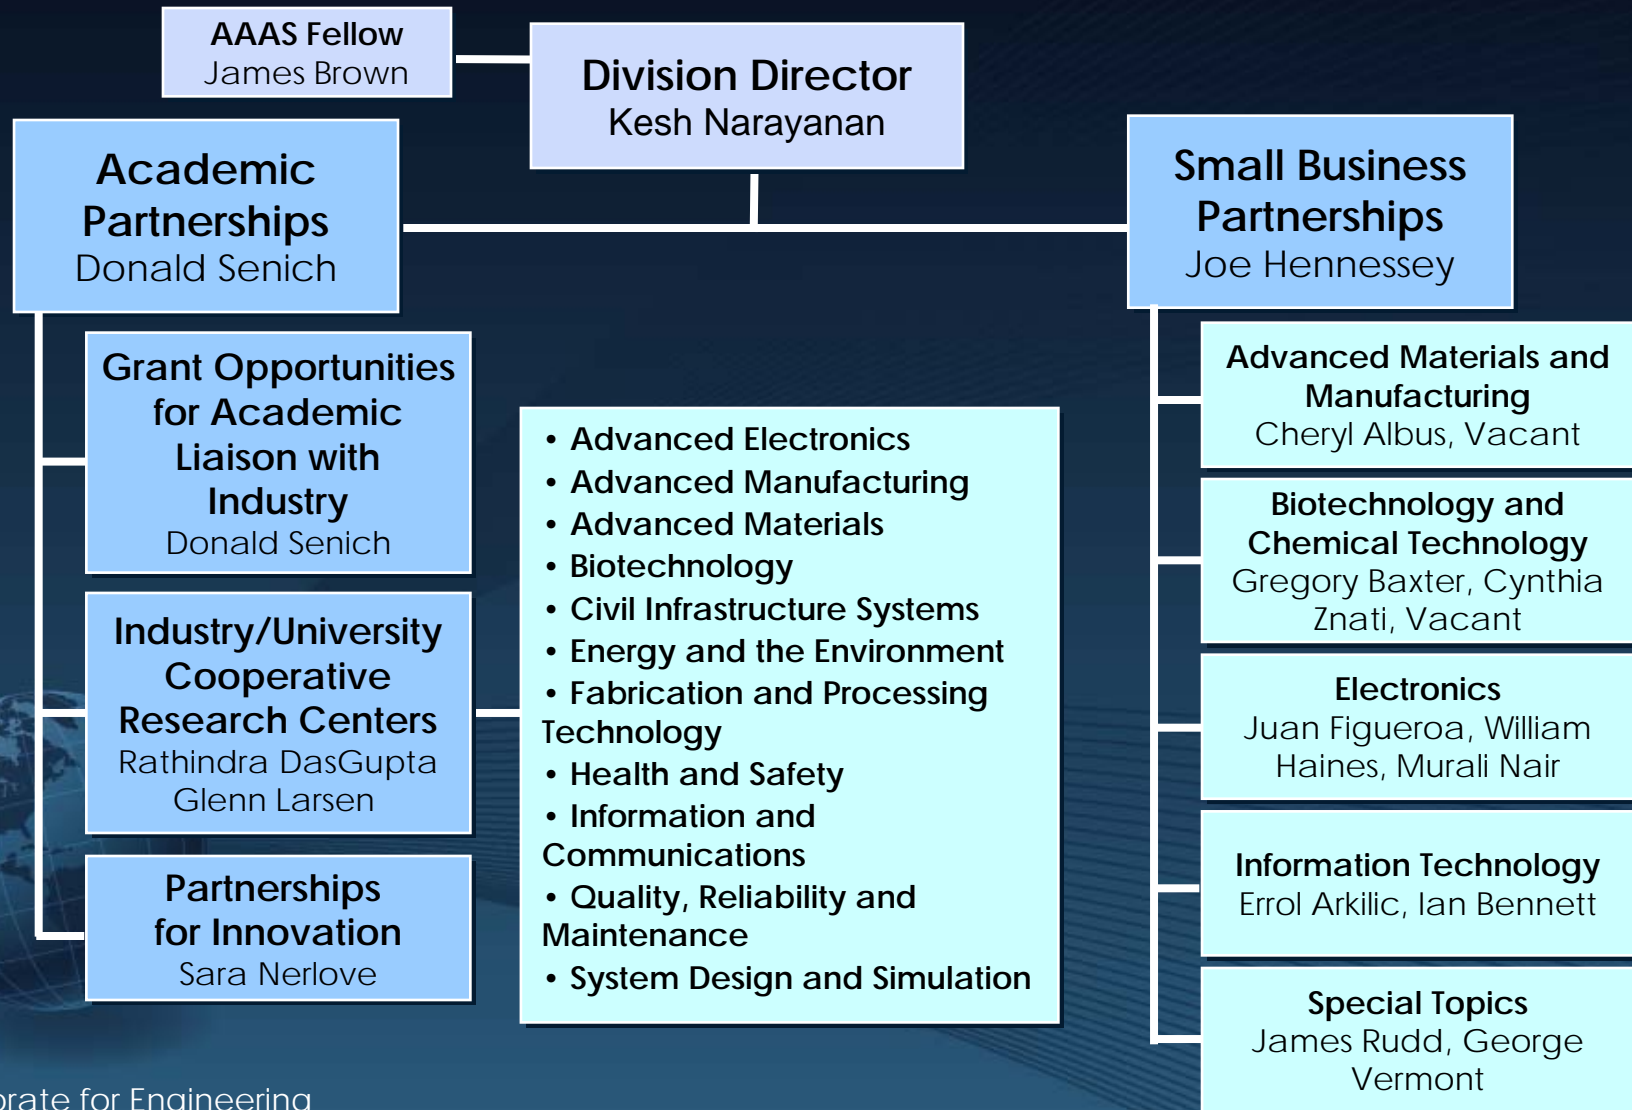 AAAS Fellow
James Brown
Division Director
Kesh Narayanan
Academic
Partnerships
Donald Senich
Small Business
Partnerships
Joe Hennessey
Grant Opportunities
for Academic
Liaison with
Industry
Donald Senich
Industry/University
Cooperative
Research Centers
Rathindra DasGupta
Glenn Larsen
Partnerships
for Innovation
Sara Nerlove
• Advanced Electronics
• Advanced Manufacturing
• Advanced Materials
• Biotechnology
• Civil Infrastructure Systems
• Energy and the Environment
• Fabrication and Processing
Technology
• Health and Safety
• Information and
Communications
• Quality, Reliability and
Maintenance
• System Design and Simulation
Advanced Materials and
Manufacturing
Cheryl Albus, Vacant
Biotechnology and
Chemical Technology
Gregory Baxter, Cynthia
Znati, Vacant
Electronics
Juan Figueroa, William
Haines, Murali Nair
Information Technology
Errol Arkilic, Ian Bennett
Special Topics
James Rudd, George
Vermont
for Engineering